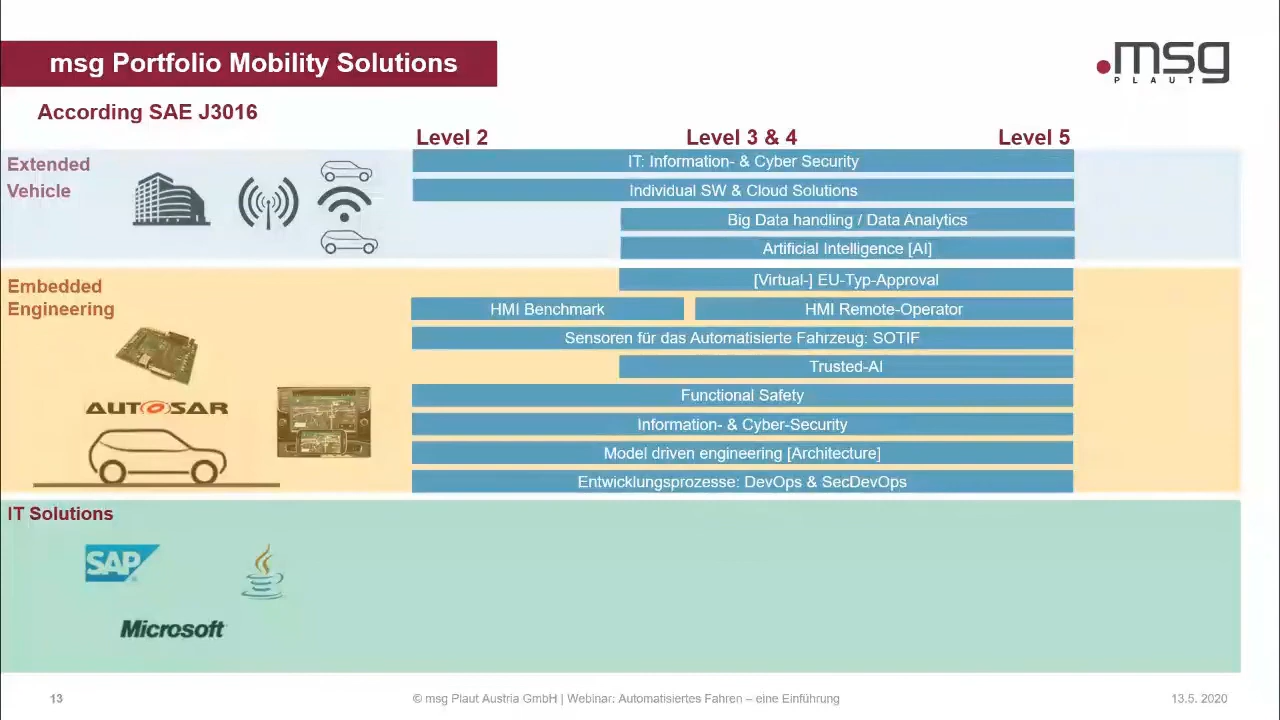 msg Portfolio Mobility Solutions
.msg
PLAUT
According SAE J3016
Level 2
Level 3 & 4
Level 5
Extended
Vehicle
IT: Information- & Cyber Security
Individual SW & Cloud Solutions
Big Data handling / Data Analytics
Artificial Intelligence [AI]
Embedded
Engineering
[Virtual-] EU-Typ-Approval
HMI Benchmark
HMI Remote-Operator
Sensoren für das Automatisierte Fahrzeug: SOTIF
Trusted-AI
AUTOSAR
Functional Safety
Information- & Cyber-Security
Model driven engineering [Architecture]
Entwicklungsprozesse: DevOps & SecDevOps
IT Solutions
SAP
Microsoft
13
© msg Plaut Austria GmbH | Webinar: Automatisiertes Fahren – eine Einführung
13.5. 2020